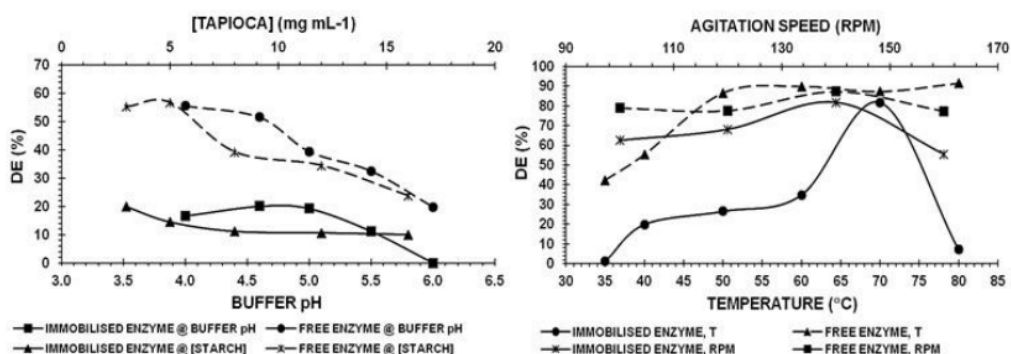 [TAPIOCA] (mg mL-1)
0 5 10 15 20
70
60
50
40
30
20
10
0
DE (%)
3.0 3.5 4.0 4.5 5.0 5.5 6.0 6.5
BUFFER pH
IMMOBILISED ENZYME @ BUFFER pH
FREE ENZYME @ BUFFER pH
IMMOBILISED ENZYME @ [STARCH]
FREE ENZYME @ [STARCH]
AGITATION SPEED (RPM)
90 110 130 150 170
100
90
80
70
60
50
40
30
20
10
0
DE (%)
30 35 40 45 50 55 60 65 70 75 80 85
TEMPERATURE (°C)
IMMOBILISED ENZYME, T
FREE ENZYME, T
IMMOBILISED ENZYME, RPM
FREE ENZYME, RPM